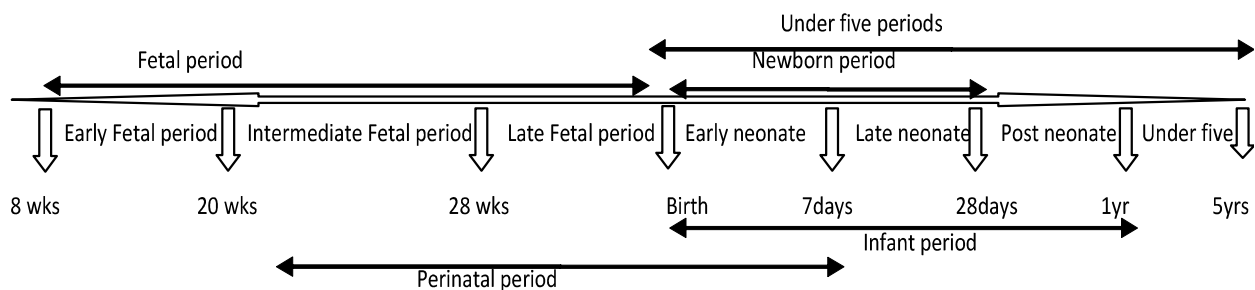 Under five periods
Fetal period
Newborn period
Early Fetal period
Intermediate Fetal period
Late Fetal period
Early neonate
Late neonate
Post neonate
Under five
8 wks
20 wks
28 wks
Birth
7days
28days
1yr
5yrs
Infant period
Perinatal period